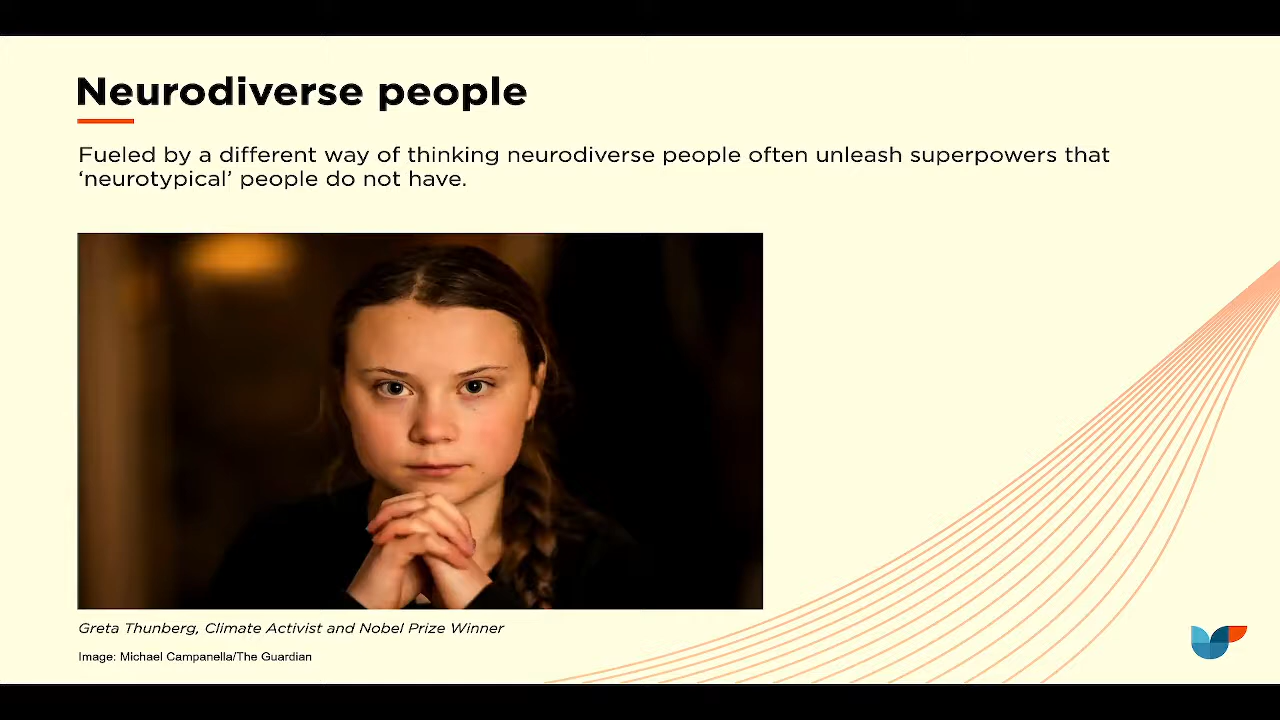 Neurodiverse people
Fueled by a different way of thinking neurodiverse people often unleash superpowers that
‘neurotypical’ people do not have.
Greta Thunberg, Climate Activist and Nobel Prize Winner
Image: Michael Campanella/The Guardian